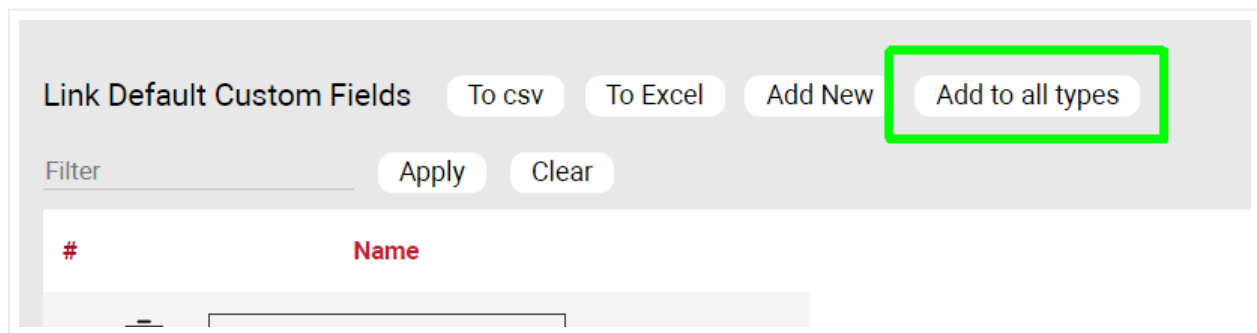 Link Default Custom Fields To csv To Excel Add New Add to all types
Filter Apply Clear
# Name